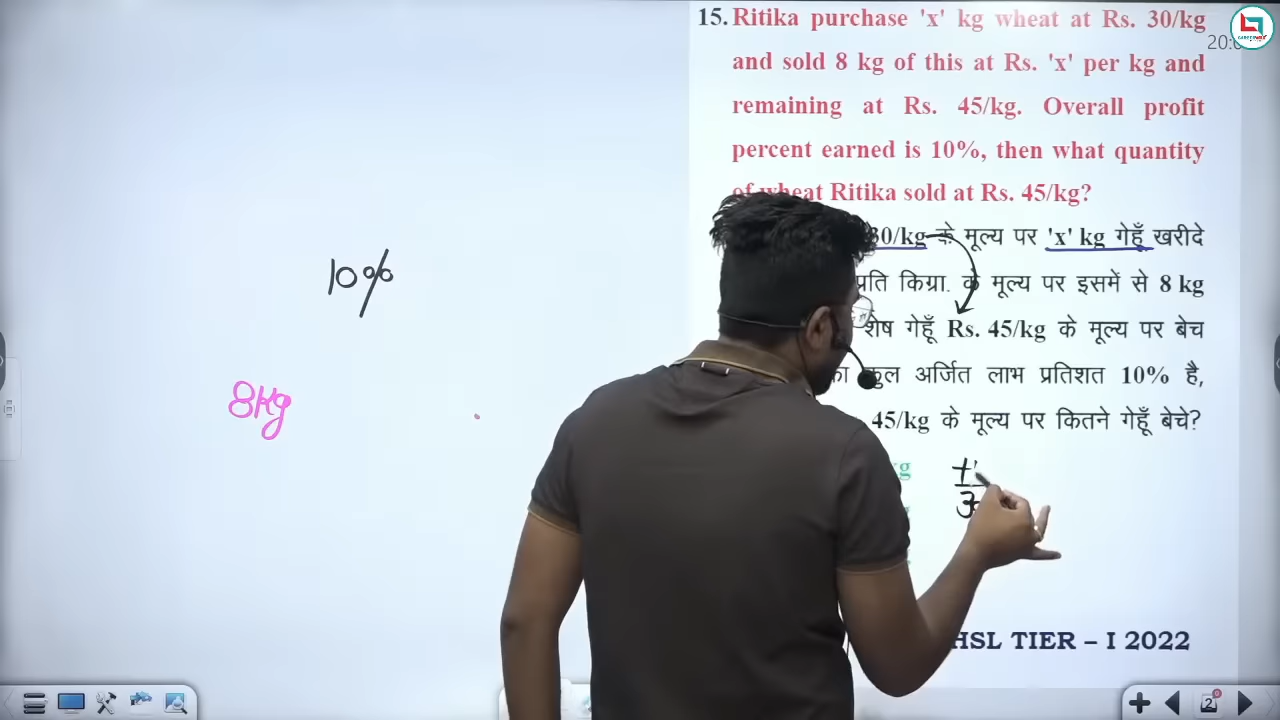 15. Ritika purchase 'x' kg wheat at Rs. 30/kg
and sold 8 kg of this at Rs. 'x' per kg and
remaining at Rs. 45/kg. Overall profit
percent earned is 10%, then what quantity
of wheat Ritika sold at Rs. 45/kg?
30/kg के मूल्य पर 'x' kg गेहूँ खरीदे
प्रति किग्रा. के मूल्य पर इसमें से 8 kg
शेष गेहूँ Rs. 45/kg के मूल्य पर बेच
कुल अर्जित लाभ प्रतिशत 10% है,
45/kg के मूल्य पर कितने गेहूँ बेचे?
10%
8kg
TIER – I 2022
2